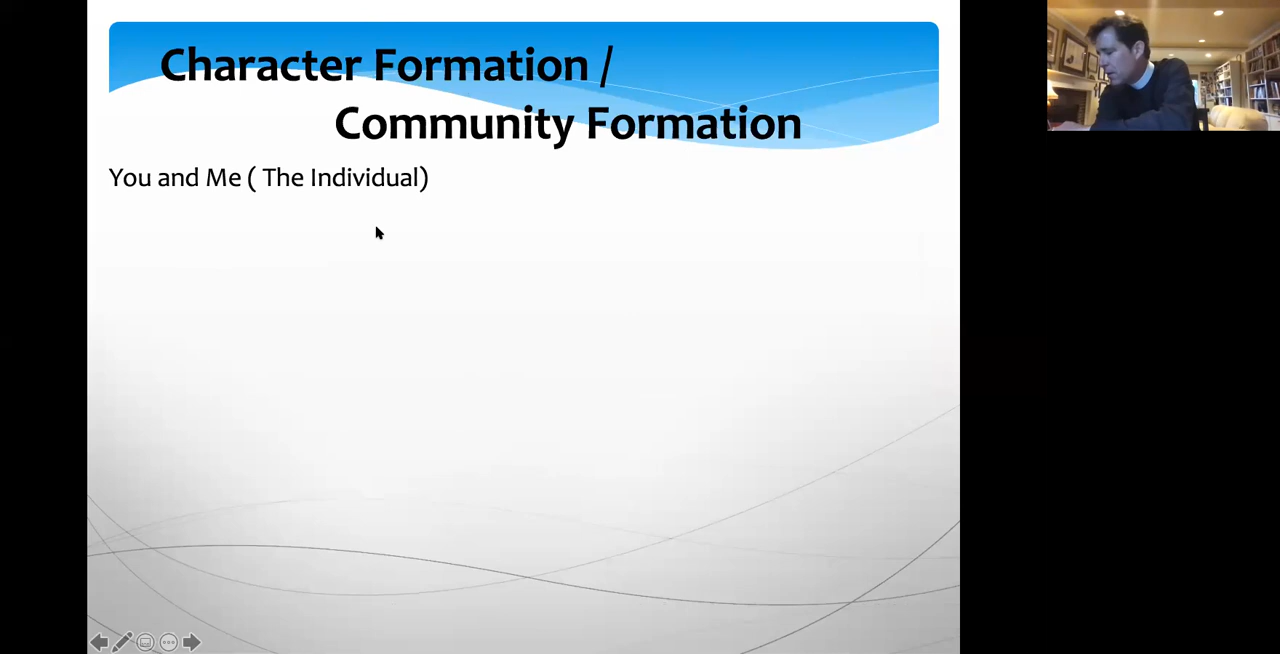 Character Formation /
Community Formation
You and Me ( The Individual)